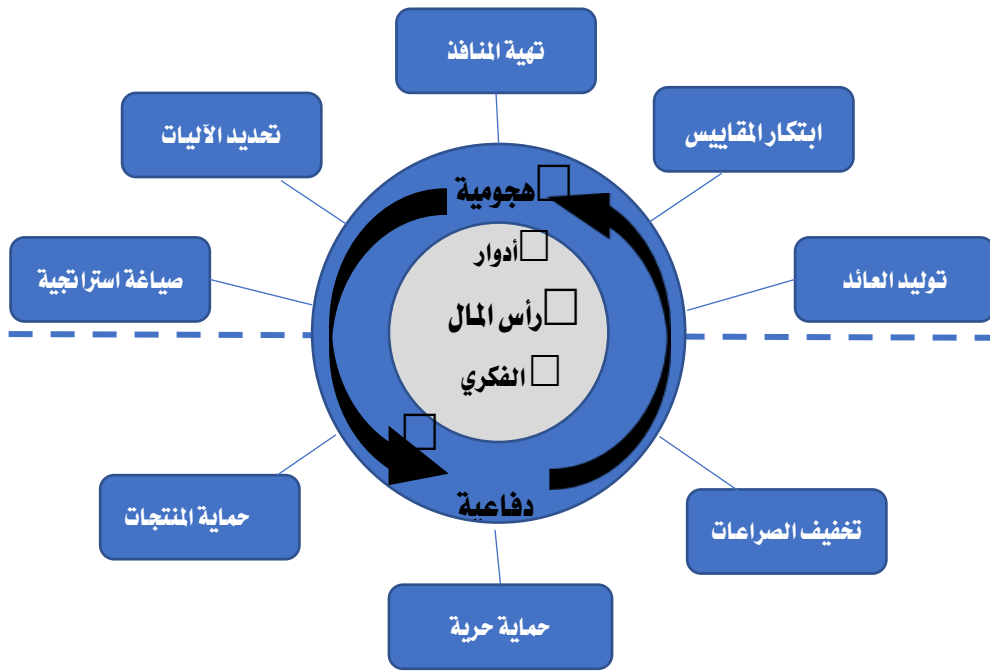 تهية المنافذ
ابتكار المقاييس
تحديد الآليات
توليد العائد
صياغة استراتجية
هجومية
أدوار
رأس المال
الفكري
دفاعية
تخفيف الصراعات
حماية المنتجات
حماية حرية